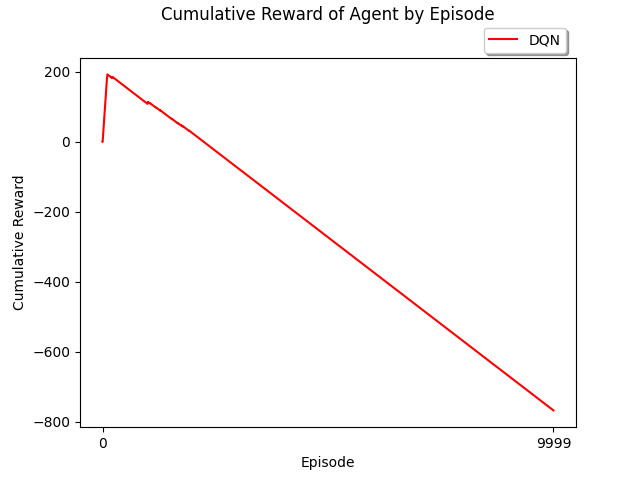 Cumulative Reward of Agent by Episode
DQN
200
0
−200
−400
−600
−800
Cumulative Reward
0
9999
Episode